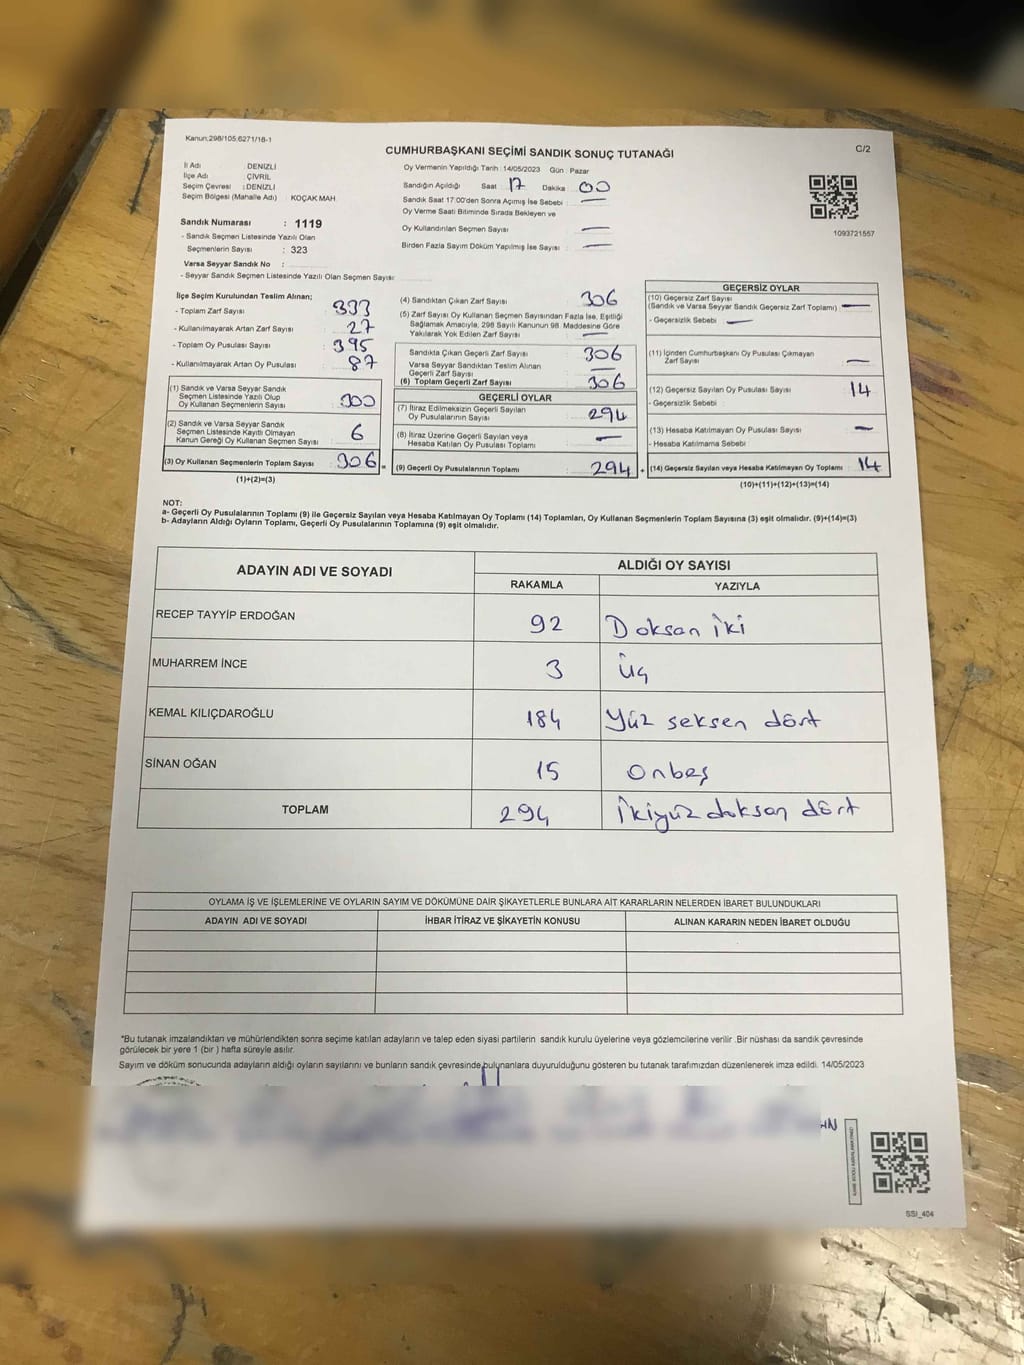 Kanun:298/105;6271/18-1
CUMHURBAŞKANI SEÇİMİ SANDIK SONUÇ TUTANAĞI
C/2
İl Adı DENİZLİ
İlçe Adı ÇİVRİL
Seçim Çevresi : DENİZLİ
Seçim Bölgesi (Mahalle Adı) KOÇAK MAH.
Oy Vermenin Yapıldığı Tarih : 14/05/2023 Gün : Pazar
Sandığın Açıldığı Saat : 17 Dakika : 00
Sandık Saat 17:00'den Sonra Açımış İse Sebebi : —
Oy Verme Saati Bitiminde Sırada Bekleyen ve
Oy Kullandırılan Seçmen Sayısı : —
Birden Fazla Sayım Döküm Yapılmış İse Sayısı : —
1093721557
Sandık Numarası : 1119
- Sandık Seçmen Listesinde Yazılı Olan
Seçmenlerin Sayısı : 323
Varsa Seyyar Sandık No :
- Seyyar Sandık Seçmen Listesinde Yazılı Olan Seçmen Sayısı:
İlçe Seçim Kurulundan Teslim Alınan;
- Toplam Zarf Sayısı : 333
- Kullanılmayarak Artan Zarf Sayısı : 27
- Toplam Oy Pusulası Sayısı : 395
- Kullanılmayarak Artan Oy Pusulası : 87
(1) Sandık ve Varsa Seyyar Sandık
Seçmen Listesinde Yazılı Olup
Oy Kullanan Seçmenlerin Sayısı : 300
(2) Sandık ve Varsa Seyyar Sandık
Seçmen Listesinde Kayıtlı Olmayan
Kanun Gereği Oy Kullanan Seçmen Sayısı : 6
(3) Oy Kullanan Seçmenlerin Toplam Sayısı : 306 =
(1)+(2)=(3)
(4) Sandıktan Çıkan Zarf Sayısı : 306
(5) Zarf Sayısı Oy Kullanan Seçmen Sayısından Fazla İse, Eşitliği
Sağlamak Amacıyla, 298 Sayılı Kanunun 98. Maddesine Göre
Yakılarak Yok Edilen Zarf Sayısı : —
Sandıkta Çıkan Geçerli Zarf Sayısı : 306
Varsa Seyyar Sandıktan Teslim Alınan
Geçerli Zarf Sayısı : —
(6) Toplam Geçerli Zarf Sayısı : 306
GEÇERLİ OYLAR
(7) İtiraz Edilmeksizin Geçerli Sayılan
Oy Pusulalarının Sayısı : 294
(8) İtiraz Üzerine Geçerli Sayılan veya
Hesaba Katılan Oy Pusulası Toplamı : —
(9) Geçerli Oy Pusulalarının Toplamı : 294 +
GEÇERSİZ OYLAR
(10) Geçersiz Zarf Sayısı
(Sandık ve Varsa Seyyar Sandık Geçersiz Zarf Toplamı) : —
- Geçersizlik Sebebi : —
(11) İçinden Cumhurbaşkanı Oy Pusulası Çıkmayan
Zarf Sayısı : —
(12) Geçersiz Sayılan Oy Pusulası Sayısı : 14
- Geçersizlik Sebebi :
(13) Hesaba Katılmayan Oy Pusulası Sayısı : —
- Hesaba Katılmama Sebebi
(14) Geçersiz Sayılan veya Hesaba Katılmayan Oy Toplamı : 14
(10)+(11)+(12)+(13)=(14)
NOT:
a- Geçerli Oy Pusulalarının Toplamı (9) ile Geçersiz Sayılan veya Hesaba Katılmayan Oy Toplamı (14) Toplamları, Oy Kullanan Seçmenlerin Toplam Sayısına (3) eşit olmalıdır. (9)+(14)=(3)
b- Adayların Aldığı Oyların Toplamı, Geçerli Oy Pusulalarının Toplamına (9) eşit olmalıdır.
ADAYIN ADI VE SOYADI
ALDIĞI OY SAYISI
RAKAMLA YAZIYLA
RECEP TAYYİP ERDOĞAN 92 Doksan iki
MUHARREM İNCE 3 üç
KEMAL KILIÇDAROĞLU 184 Yüz seksen dört
SİNAN OĞAN 15 onbeş
TOPLAM 294 ikiyüz doksan dört
OYLAMA İŞ VE İŞLEMLERİNE VE OYLARIN SAYIM VE DÖKÜMÜNE DAİR ŞİKAYETLERLE BUNLARA AİT KARARLARIN NELERDEN İBARET BULUNDUKLARI
ADAYIN ADI VE SOYADI İHBAR İTİRAZ VE ŞİKAYETİN KONUSU ALINAN KARARIN NEDEN İBARET OLDUĞU
*Bu tutanak imzalandıktan ve mühürlendikten sonra seçime katılan adayların ve talep eden siyasi partilerin sandık kurulu üyelerine veya gözlemcilerine verilir .Bir nüshası da sandık çevresinde
görülecek bir yere 1 (bir ) hafta süreyle asılır.
Sayım ve döküm sonucunda adayların aldığı oyların sayılarını ve bunların sandık çevresinde bulunanlara duyurulduğunu gösteren bu tutanak tarafımızdan düzenlenerek imza edildi. 14/05/2023
SSI_404